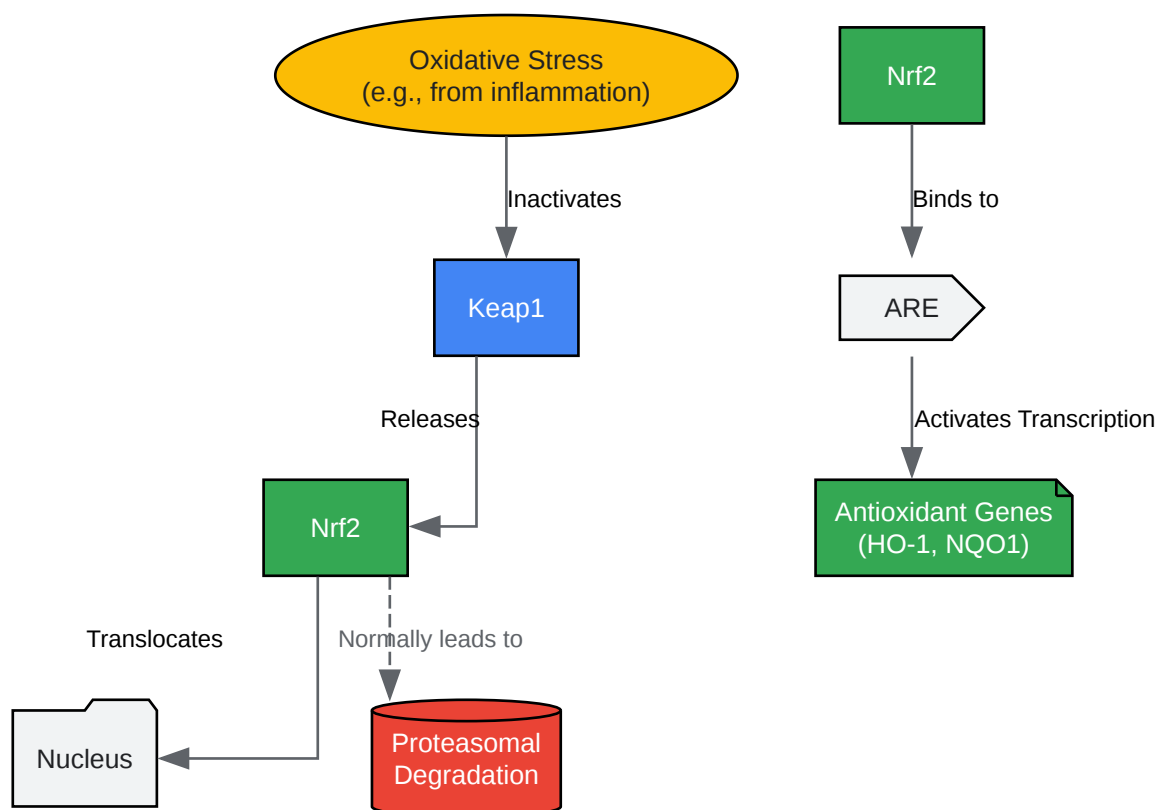 Oxidative Stress
(e.g., from inflammation)
Inactivates
Keap1
Releases
Nrf2
Translocates
Normally leads to
Nucleus
Proteasomal
Degradation
Nrf2
Binds to
ARE
Activates Transcription
Antioxidant Genes
(HO-1, NQO1)